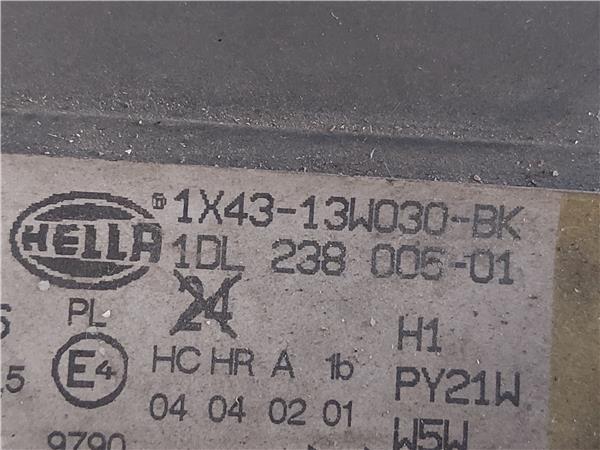 HELLA ® 1X43-13W030-BK
1DL 238 006-01
PL 24 H1
E4 HC HR A 1b PY21W
04 04 02 01
9790 W5W